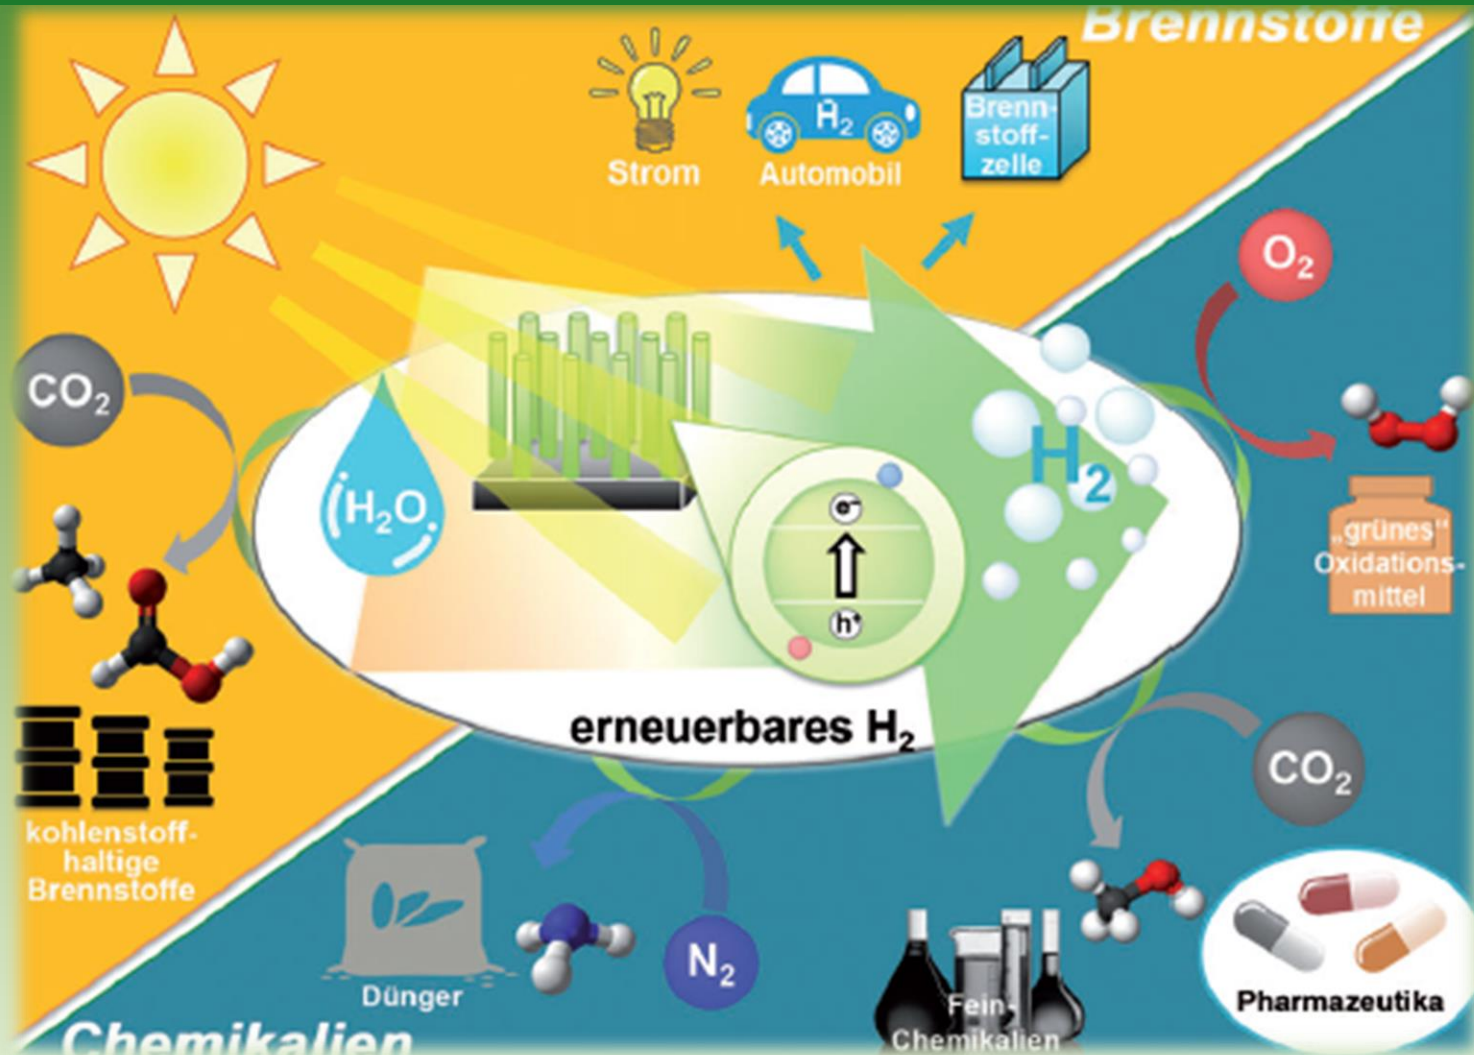 Brennstoffe
H₂
Strom
Automobil
Brenn-
stoff-
zelle
O₂
CO₂
H₂O
H₂
e⁻
h⁺
„grünes“
Oxidations-
mittel
erneuerbares H₂
CO₂
kohlenstoff-
haltige
Brennstoffe
N₂
Dünger
Fein-
Chemikalien
Pharmazeutika
Chemikalien